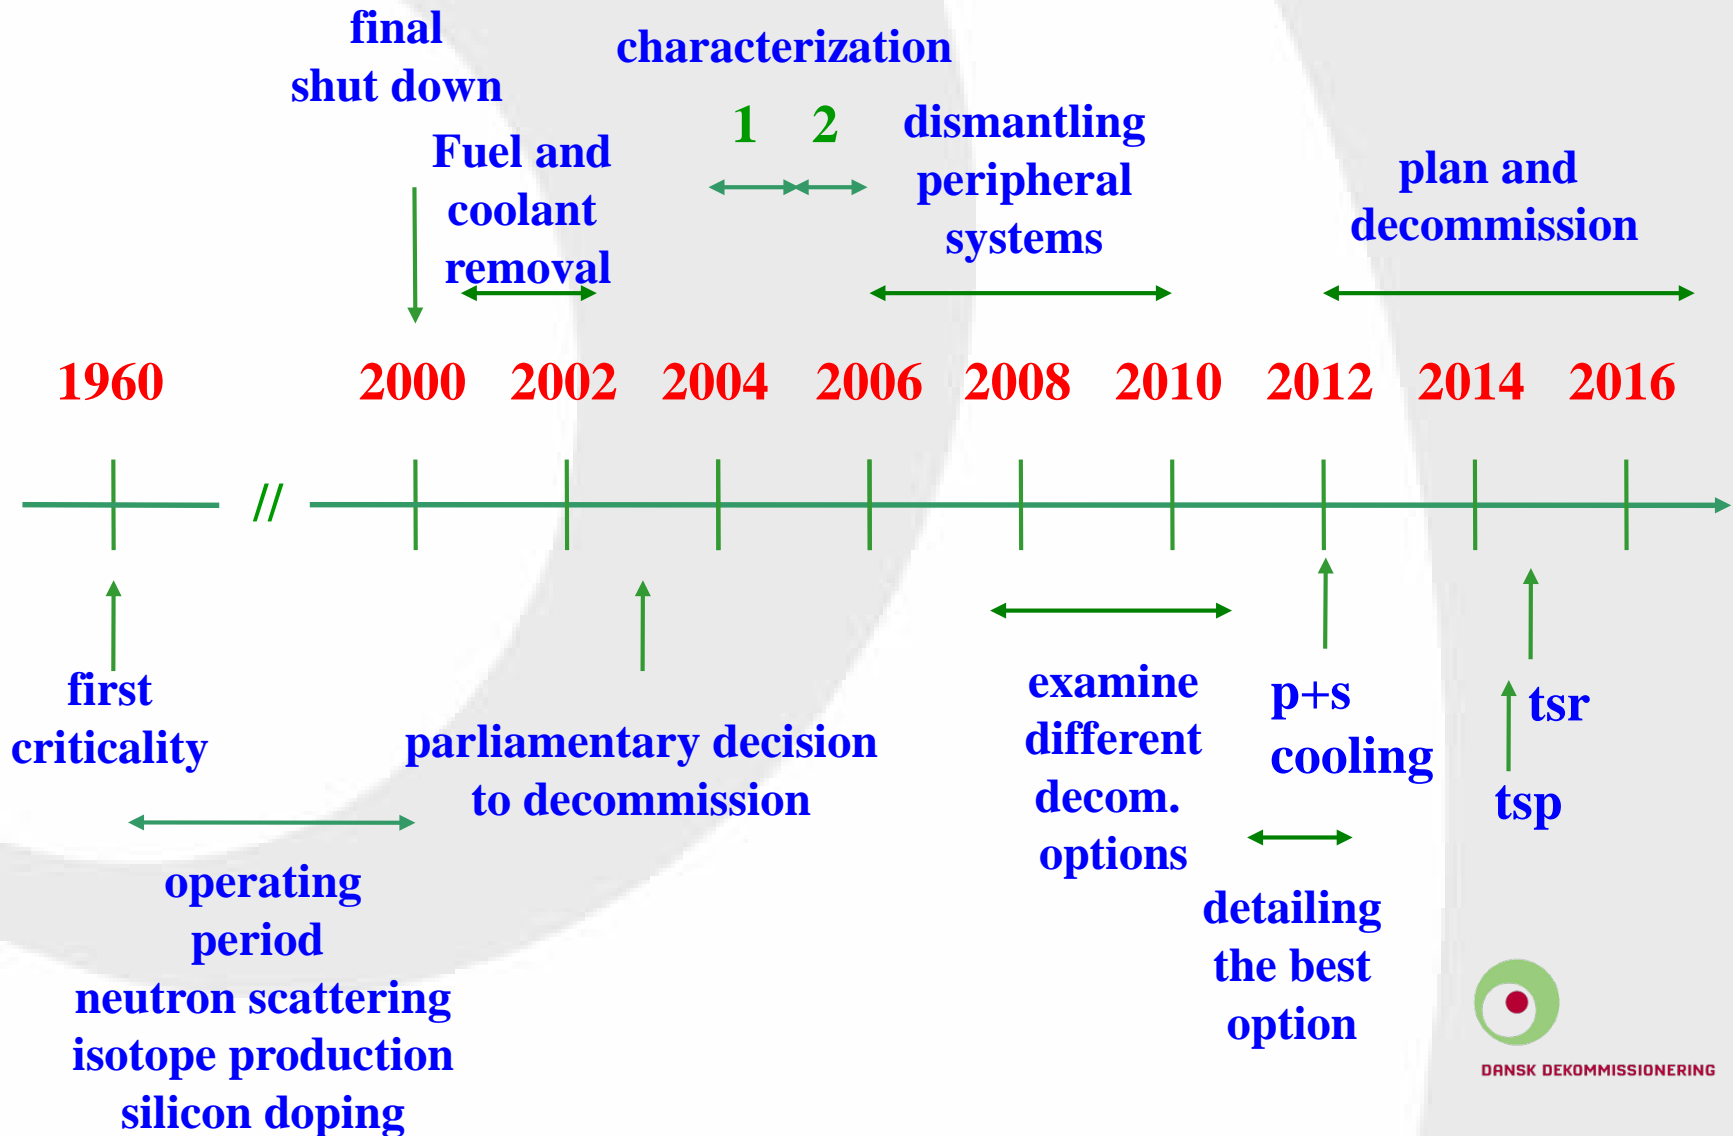 final
shut down
characterization
1 2
Fuel and
coolant
removal
dismantling
peripheral
systems
plan and
decommission
1960 2000 2002 2004 2006 2008 2010 2012 2014 2016
//
first
criticality
parliamentary decision
to decommission
examine
different
decom.
options
p+s
cooling
tsr
tsp
operating
period
neutron scattering
isotope production
silicon doping
detailing
the best
option
DANSK DEKOMMISSIONERING